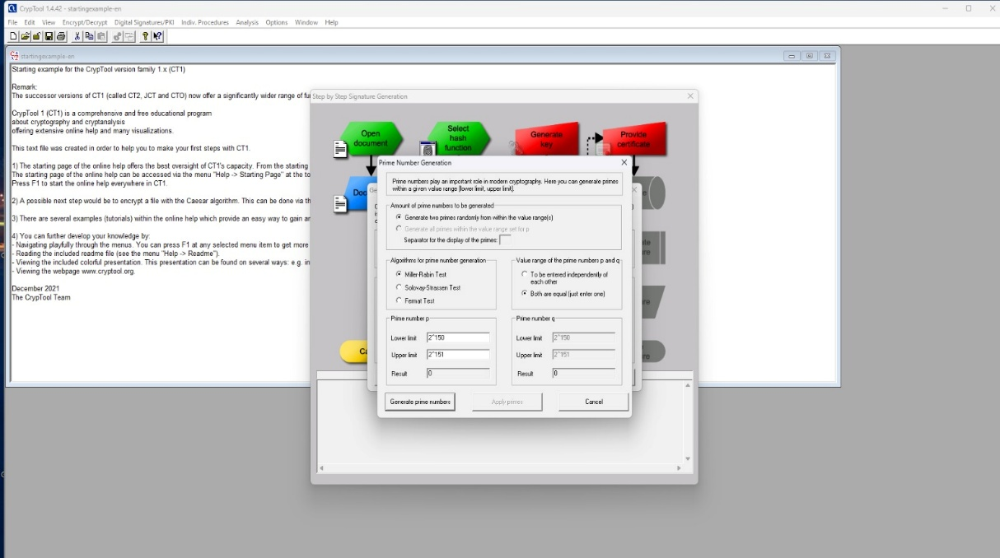 CrypTool 1.4.42 - startingexample-en
File Edit View Encrypt/Decrypt Digital Signatures/PKI Indiv. Procedures Analysis Options Window Help
startingexample-en
Starting example for the CrypTool version family 1.x (CT1)
Remark:
The successor versions of CT1 (called CT2, JCT and CTO) now offer a significantly wider range of fu
CrypTool 1 (CT1) is a comprehensive and free educational program
about cryptography and cryptanalysis
offering extensive online help and many visualizations.
This text file was created in order to help you to make your first steps with CT1.
1) The starting page of the online help offers the best oversight of CT1's capacity. From the starting
The starting page of the online help can be accessed via the menu "Help -> Starting Page" at the to
Press F1 to start the online help everywhere in CT1.
2) A possible next step would be to encrypt a file with the Caesar algorithm. This can be done via th
3) There are several examples (tutorials) within the online help which provide an easy way to gain an
4) You can further develop your knowledge by:
- Navigating playfully through the menus. You can press F1 at any selected menu item to get more
- Reading the included readme file (see the menu "Help -> Readme").
- Viewing the included colorful presentation. This presentation can be found on several ways: e.g. in
- Viewing the webpage www.cryptool.org.
December 2021
The CrypTool Team
Step by Step Signature Generation
Open
document
Select
hash
function
Generate
key
Provide
certificate
Doc
Ca
Prime Number Generation
Prime numbers play an important role in modern cryptography. Here you can generate primes
within a given value range [lower limit, upper limit].
Amount of prime numbers to be generated
Generate two primes randomly from within the value range(s)
Generate all primes within the value range set for p
Separator for the display of the primes:
Algorithms for prime number generation
Miller-Rabin Test
Solovay-Strassen Test
Fermat Test
Value range of the prime numbers p and q
To be entered independently of
each other
Both are equal (just enter one)
Prime number p
Lower limit 2^150
Upper limit 2^151
Result 0
Prime number q
Lower limit 2^150
Upper limit 2^151
Result 0
Generate prime numbers
Apply primes
Cancel